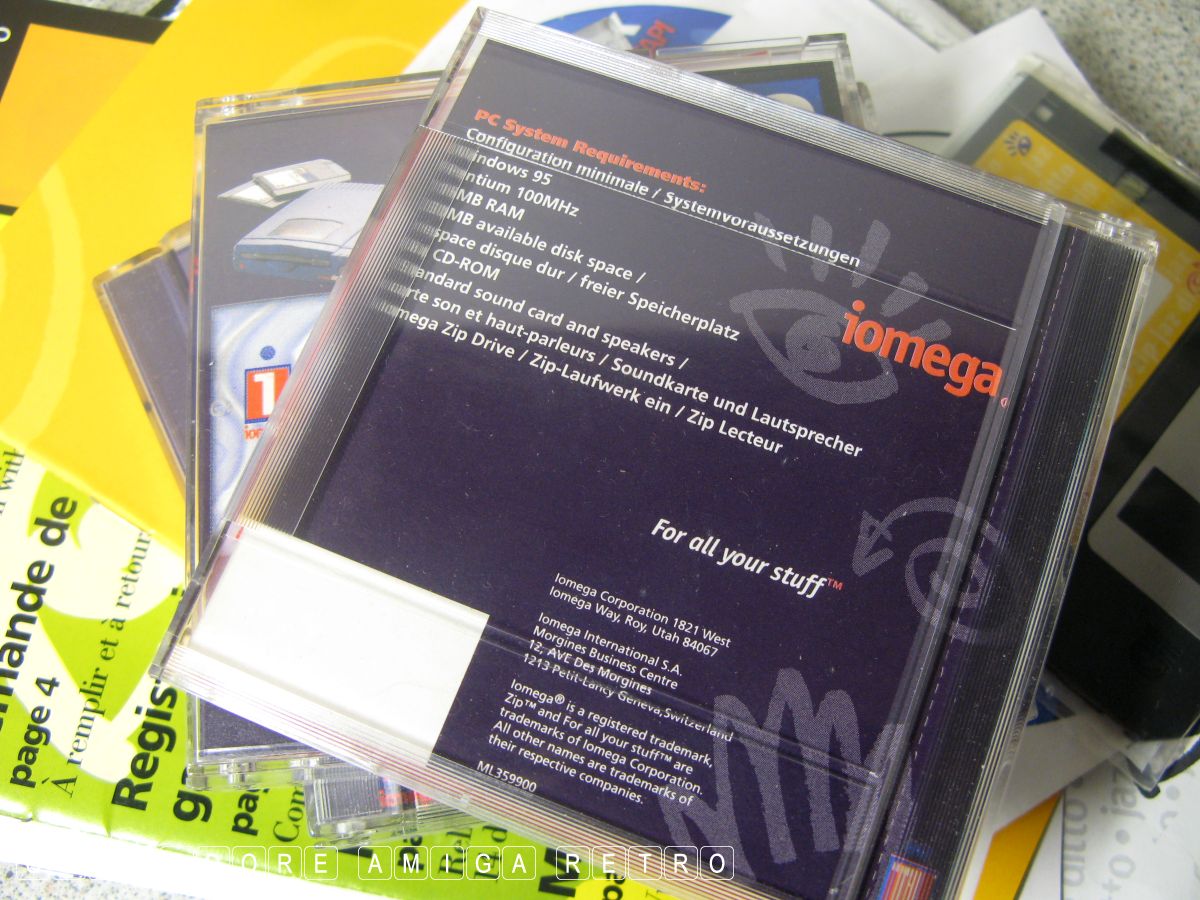 PC System Requirements:
Configuration minimale / Systemvoraussetzungen
indows 95
ntium 100MHz
MB RAM
MB available disk space /
space disque dur / freier Speicherplatz
CD-ROM
andard sound card and speakers /
rte son et haut-parleurs / Soundkarte und Lautsprecher
mega Zip Drive / Zip-Laufwerk ein / Zip Lecteur
iomega
For all your stuff™
Iomega Corporation 1821 West
Iomega Way, Roy, Utah 84067
Iomega International S.A.
Morgines Business Centre
12, AVE Des Morgines
1213 Petit-Lancy Geneva,Switzerland
Iomega® is a registered trademark,
Zip™ and For all your stuff™ are
trademarks of Iomega Corporation.
All other names are trademarks of
their respective companies.
ML359900
mande de
page 4
À remplir et à retour
Regis
AMIGA RETRO